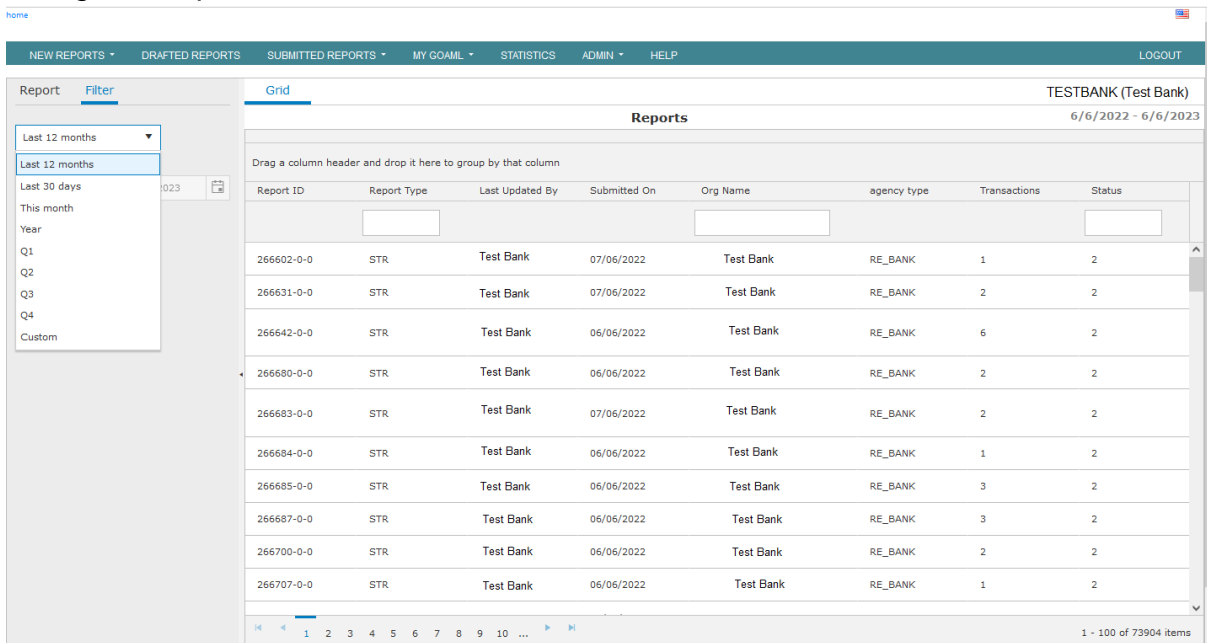 home
NEW REPORTS DRAFTED REPORTS SUBMITTED REPORTS MY GOAML STATISTICS ADMIN HELP LOGOUT
Report Filter Grid TESTBANK (Test Bank)
Reports 6/6/2022 - 6/6/2023
Last 12 months
Last 12 months
Last 30 days
This month
Year
Q1
Q2
Q3
Q4
Custom
Drag a column header and drop it here to group by that column
Report ID Report Type Last Updated By Submitted On Org Name agency type Transactions Status
266602-0-0 STR Test Bank 07/06/2022 Test Bank RE_BANK 1 2
266631-0-0 STR Test Bank 07/06/2022 Test Bank RE_BANK 2 2
266642-0-0 STR Test Bank 06/06/2022 Test Bank RE_BANK 6 2
266680-0-0 STR Test Bank 06/06/2022 Test Bank RE_BANK 2 2
266683-0-0 STR Test Bank 07/06/2022 Test Bank RE_BANK 2 2
266684-0-0 STR Test Bank 06/06/2022 Test Bank RE_BANK 1 2
266685-0-0 STR Test Bank 06/06/2022 Test Bank RE_BANK 3 2
266687-0-0 STR Test Bank 06/06/2022 Test Bank RE_BANK 3 2
266700-0-0 STR Test Bank 06/06/2022 Test Bank RE_BANK 2 2
266707-0-0 STR Test Bank 06/06/2022 Test Bank RE_BANK 1 2
1 2 3 4 5 6 7 8 9 10 ... 1 - 100 of 73904 items